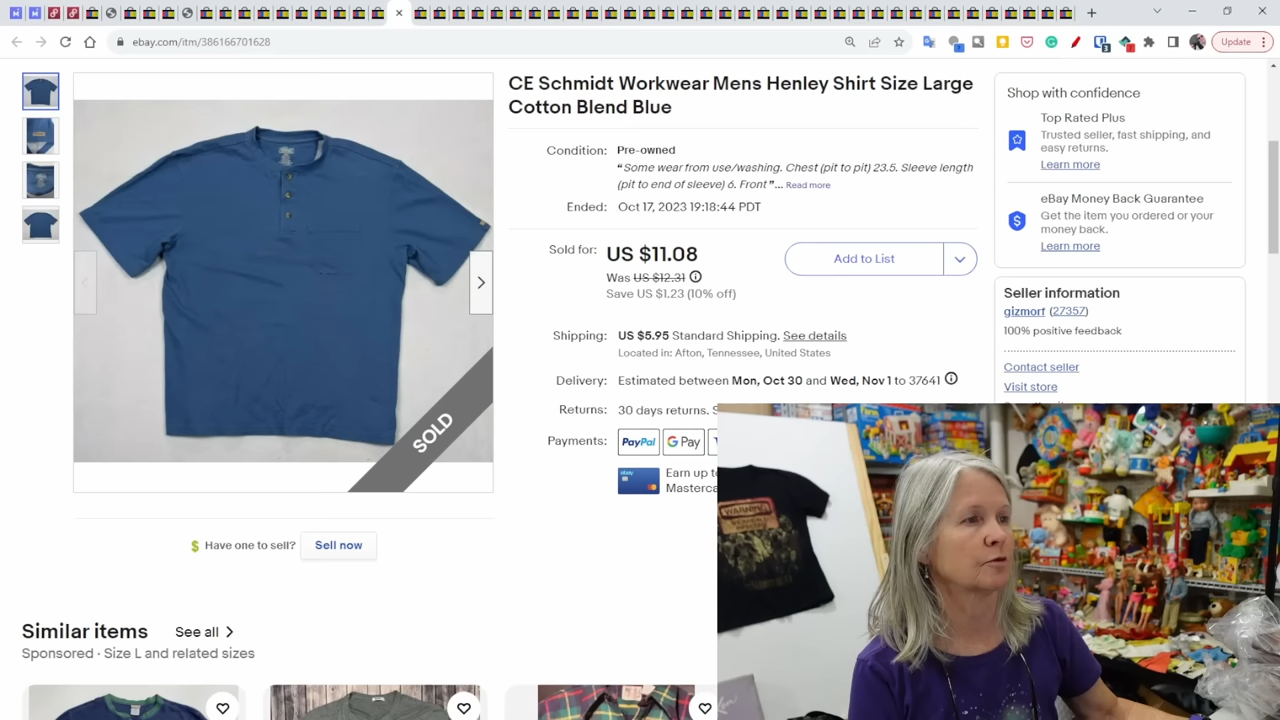 Update
ebay.com/itm/386166701628
CE Schmidt Workwear Mens Henley Shirt Size Large
Cotton Blend Blue
Condition: Pre-owned
“Some wear from use/washing. Chest (pit to pit) 23.5. Sleeve length
(pit to end of sleeve) 6. Front”... Read more
Ended: Oct 17, 2023 19:18:44 PDT
Sold for: US $11.08
Was US $12.31
Save US $1.23 (10% off)
Add to List
Shipping: US $5.95 Standard Shipping. See details
Located in: Afton, Tennessee, United States
Delivery: Estimated between Mon, Oct 30 and Wed, Nov 1 to 37641
Returns: 30 days returns. S
Payments: PayPal G Pay
ebay Earn up to
Masterca
SOLD
Have one to sell? Sell now
Similar items See all
Sponsored · Size L and related sizes
Shop with confidence
Top Rated Plus
Trusted seller, fast shipping, and
easy returns.
Learn more
eBay Money Back Guarantee
Get the item you ordered or your
money back.
Learn more
Seller information
gizmorf (27357)
100% positive feedback
Contact seller
Visit store
WARNING